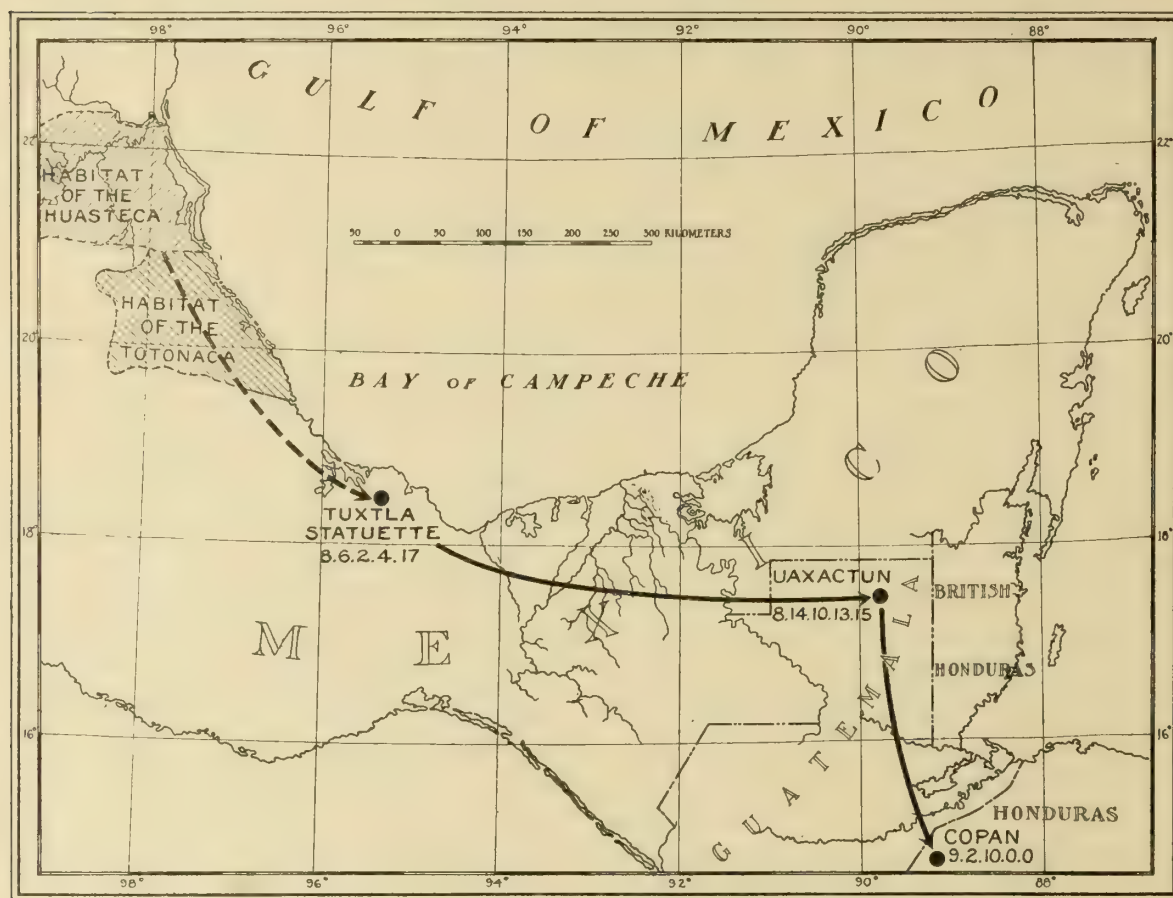 98° 96° 94° 92° 90° 88°
GULF OF MEXICO
22° 22°
HABITAT
OF THE
HUASTECA
50 0 50 100 150 200 250 300 KILOMETERS
HABITAT
OF THE
TOTONACA
20° 20°
BAY OF CAMPECHE
TUXTLA
STATUETTE
8.6.2.4.17
18° 18°
UAXACTUN
8.14.10.13.15
BRITISH
HONDURAS
MEXICO
GUATEMALA
16° 16°
HONDURAS
COPAN
9.2.10.0.0
98° 96° 94° 92° 90° 88°